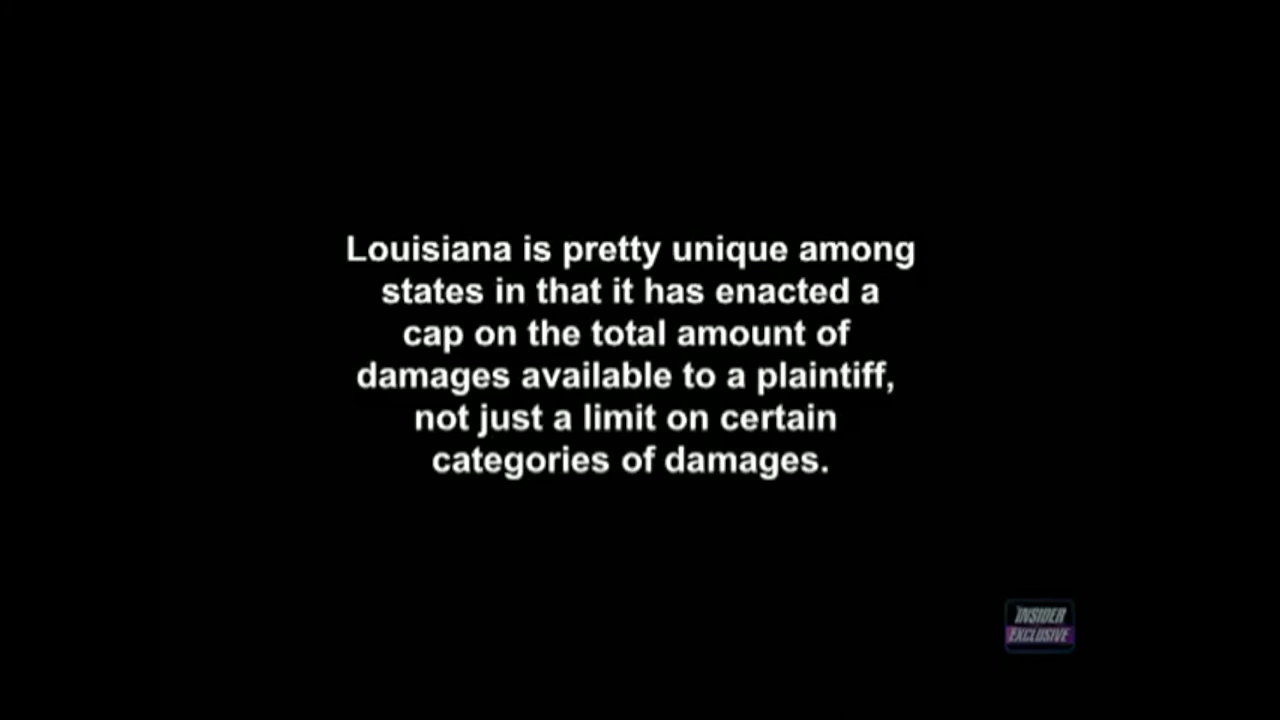 Louisiana is pretty unique among
states in that it has enacted a
cap on the total amount of
damages available to a plaintiff,
not just a limit on certain
categories of damages.
INSIDER
EXCLUSIVE